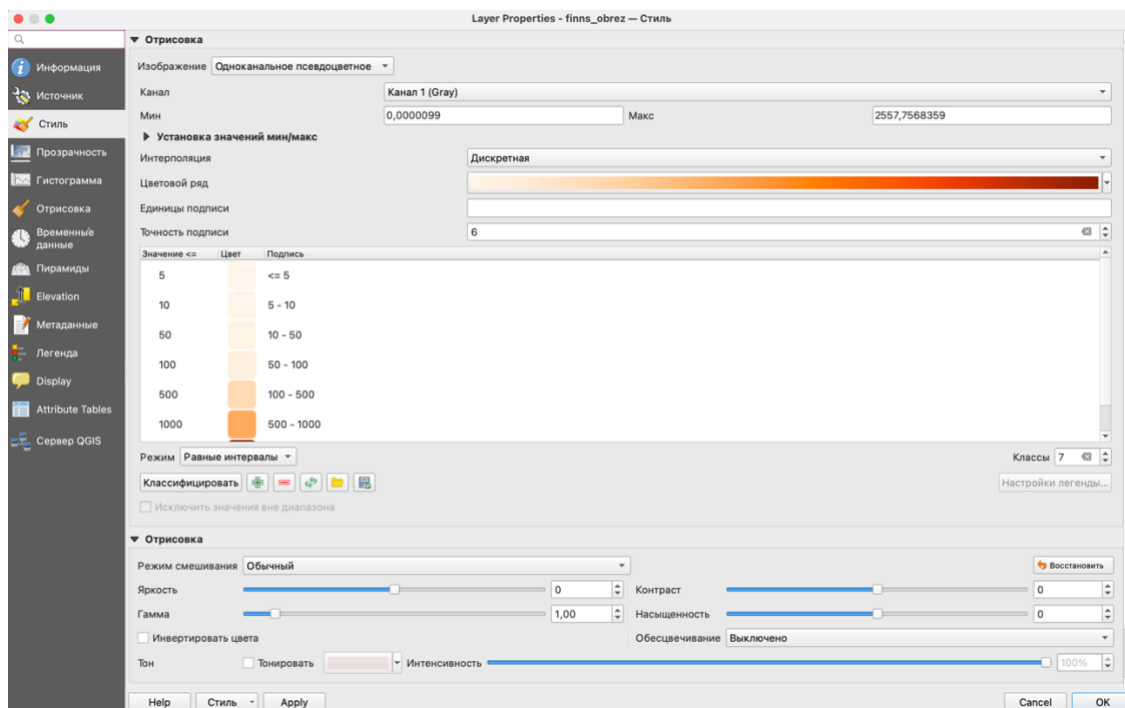 Layer Properties - finns_obrez — Стиль
Информация
Источник
Стиль
Прозрачность
Гистограмма
Отрисовка
Временные данные
Пирамиды
Elevation
Метаданные
Легенда
Display
Attribute Tables
Сервер QGIS
Отрисовка
Изображение Одноканальное псевдоцветное
Канал Канал 1 (Gray)
Мин 0,0000099 Макс 2557,7568359
Установка значений мин/макс
Интерполяция Дискретная
Цветовой ряд
Единицы подписи
Точность подписи 6
Значение <= Цвет Подпись
5 <= 5
10 5 - 10
50 10 - 50
100 50 - 100
500 100 - 500
1000 500 - 1000
Режим Равные интервалы Классы 7
Классифицировать Настройки легенды...
Исключить значения вне диапазона
Отрисовка
Режим смешивания Обычный Восстановить
Яркость 0 Контраст 0
Гамма 1,00 Насыщенность 0
Инвертировать цвета Обесцвечивание Выключено
Тон Тонировать Интенсивность 100%
Help Стиль Apply Cancel OK